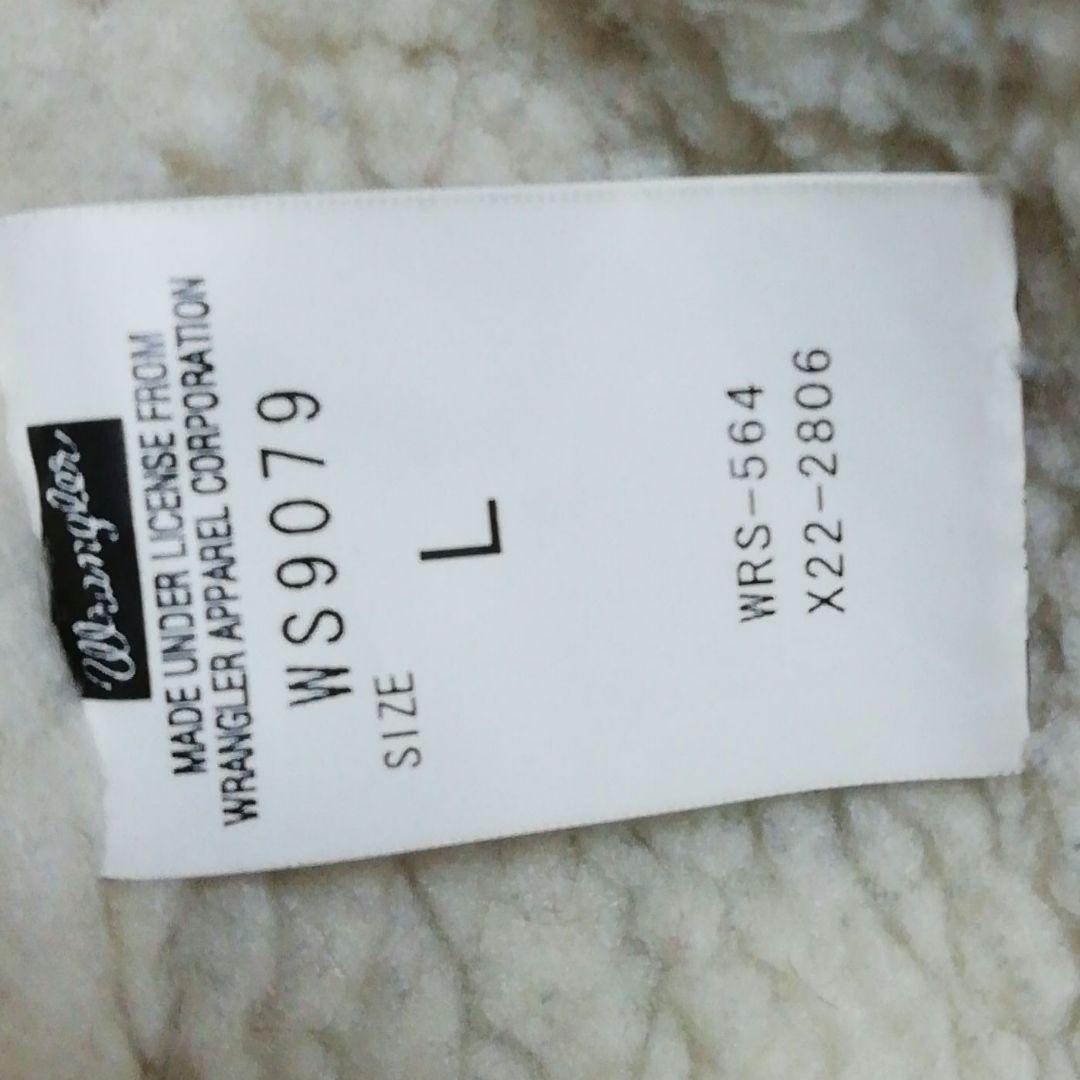 Wrangler
MADE UNDER LICENSE FROM
WRANGLER APPAREL CORPORATION
WS9079
SIZE
L
WRS-564
X22-2806